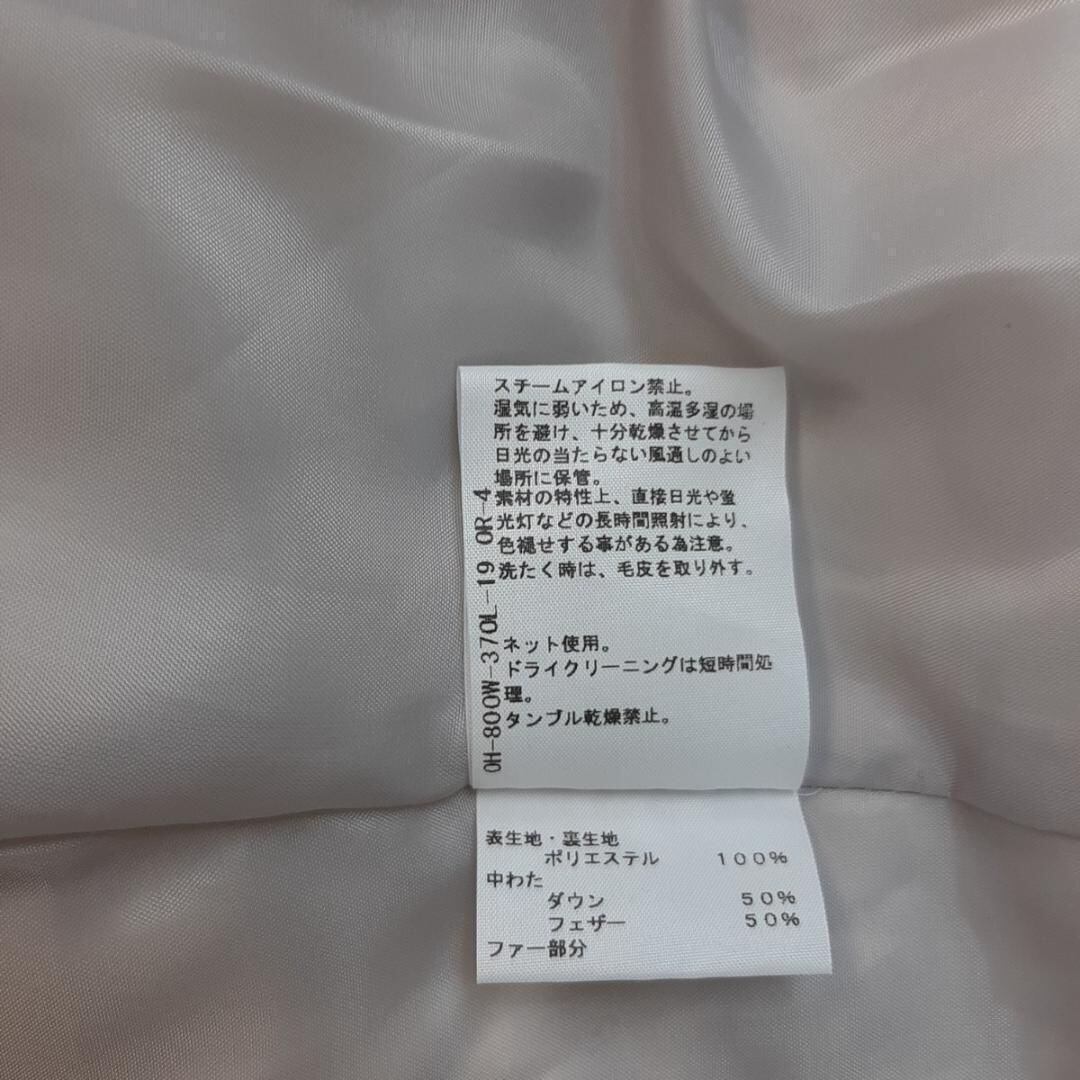 スチームアイロン禁止。
湿気に弱いため、高温多湿の場
所を避け、十分乾燥させてから
日光の当たらない風通しのよい
場所に保管。
素材の特性上、直接日光や蛍
光灯などの長時間照射により、
色褪せする事がある為注意。
洗たく時は、毛皮を取り外す。
ネット使用。
ドライクリーニングは短時間処
理。
タンブル乾燥禁止。
OH-800W-370L-19 OR-4
表生地・裏生地
ポリエステル 100%
中わた
ダウン 50%
フェザー 50%
ファー部分